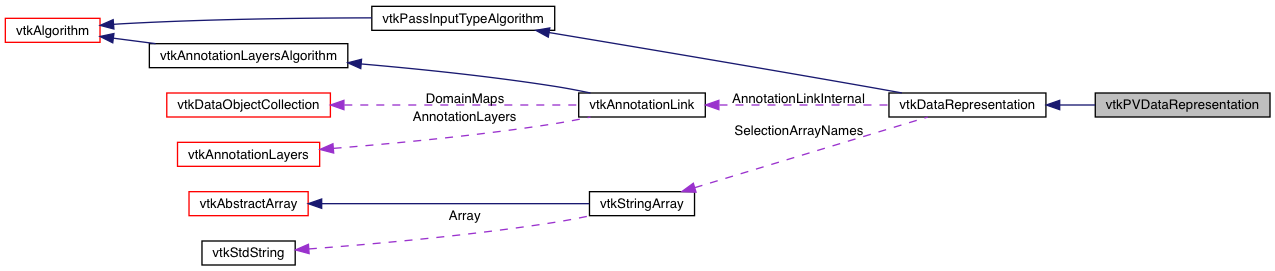 vtkPassInputTypeAlgorithm
vtkAlgorithm
vtkAnnotationLayersAlgorithm
vtkDataObjectCollection
DomainMaps
vtkAnnotationLink
AnnotationLinkInternal
vtkDataRepresentation
vtkPVDataRepresentation
AnnotationLayers
SelectionArrayNames
vtkAnnotationLayers
vtkAbstractArray
vtkStringArray
Array
vtkStdString